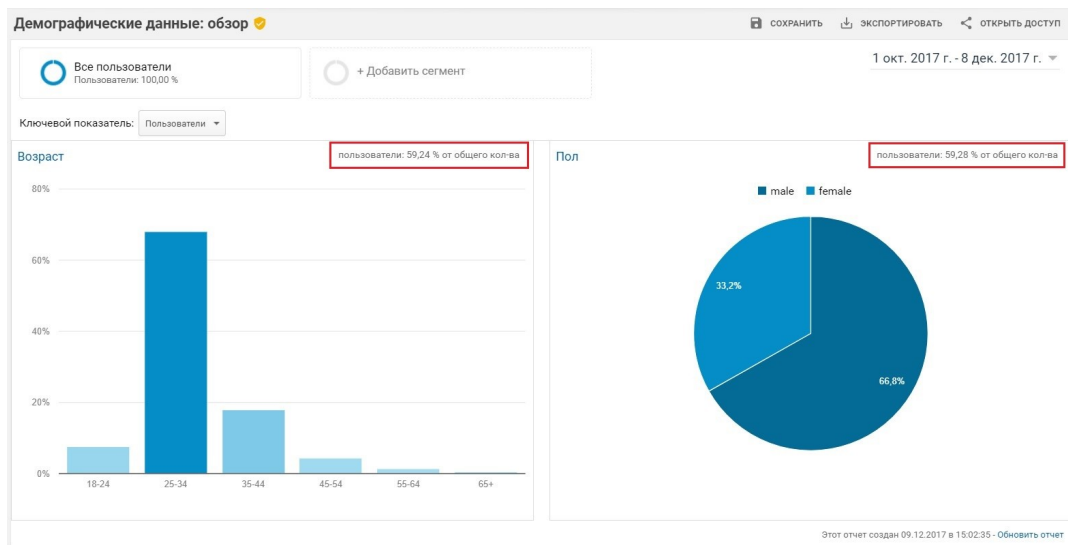 Демографические данные: обзор
СОХРАНИТЬ
ЭКСПОРТИРОВАТЬ
ОТКРЫТЬ ДОСТУП
Все пользователи
Пользователи: 100,00 %
+ Добавить сегмент
1 окт. 2017 г. - 8 дек. 2017 г.
Ключевой показатель:
Пользователи
Возраст
пользователи: 59,24 % от общего кол-ва
80%
60%
40%
20%
0%
18-24
25-34
35-44
45-54
55-64
65+
Пол
пользователи: 59,28 % от общего кол-ва
male
female
33,2%
66,8%
Этот отчет создан 09.12.2017 в 15:02:35 - Обновить отчет